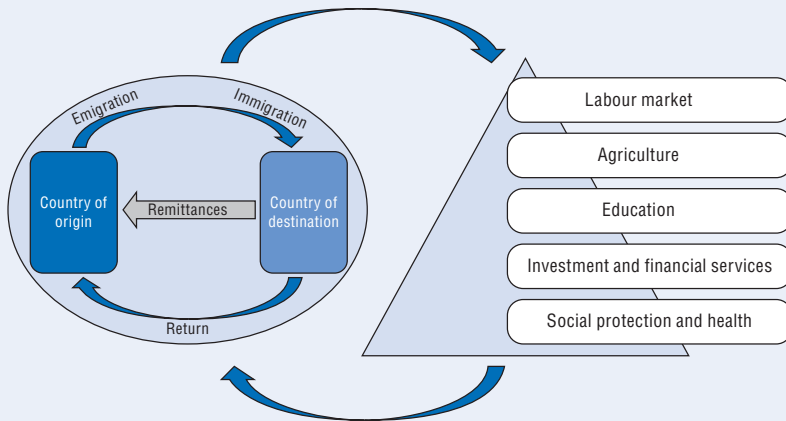 Emigration
Immigration
Country of
origin
Remittances
Country of
destination
Return
Labour market
Agriculture
Education
Investment and financial services
Social protection and health